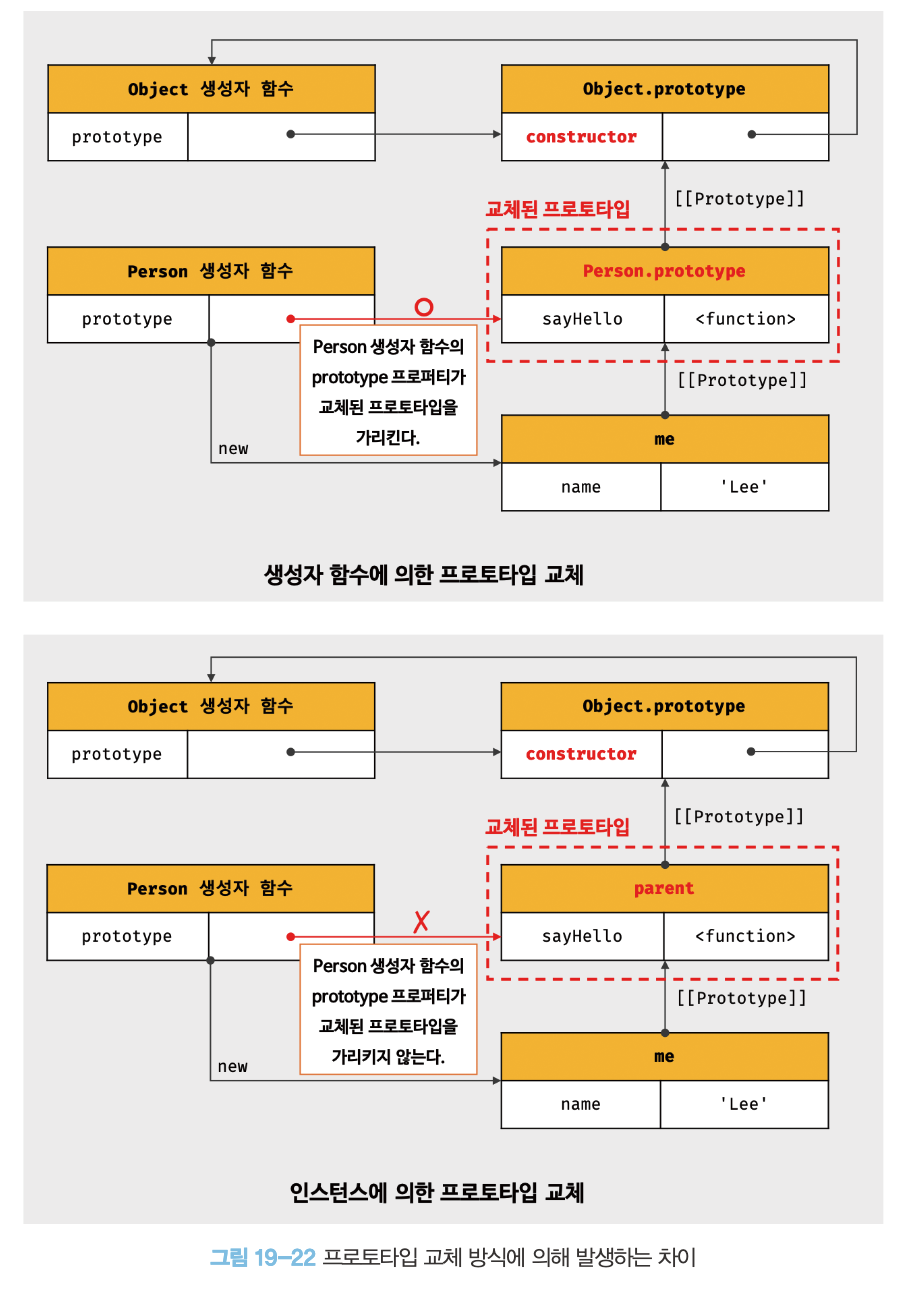 Object 생성자 함수
Object.prototype
prototype
constructor
[[Prototype]]
교체된 프로토타입
Person 생성자 함수
Person.prototype
prototype
sayHello
<function>
Person 생성자 함수의
prototype 프로퍼티가
교체된 프로토타입을
가리킨다.
[[Prototype]]
new
me
name
'Lee'
생성자 함수에 의한 프로토타입 교체
Object 생성자 함수
Object.prototype
prototype
constructor
[[Prototype]]
교체된 프로토타입
Person 생성자 함수
parent
prototype
sayHello
<function>
Person 생성자 함수의
prototype 프로퍼티가
교체된 프로토타입을
가리키지 않는다.
[[Prototype]]
new
me
name
'Lee'
인스턴스에 의한 프로토타입 교체
그림 19–22 프로토타입 교체 방식에 의해 발생하는 차이